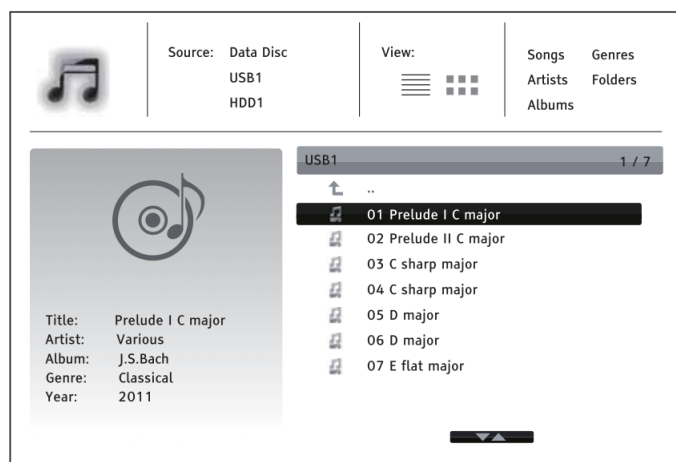 Source: Data Disc
USB1
HDD1
View:
Songs Genres
Artists Folders
Albums
USB1 1 / 7
..
01 Prelude I C major
02 Prelude II C major
03 C sharp major
04 C sharp major
05 D major
06 D major
07 E flat major
Title: Prelude I C major
Artist: Various
Album: J.S.Bach
Genre: Classical
Year: 2011